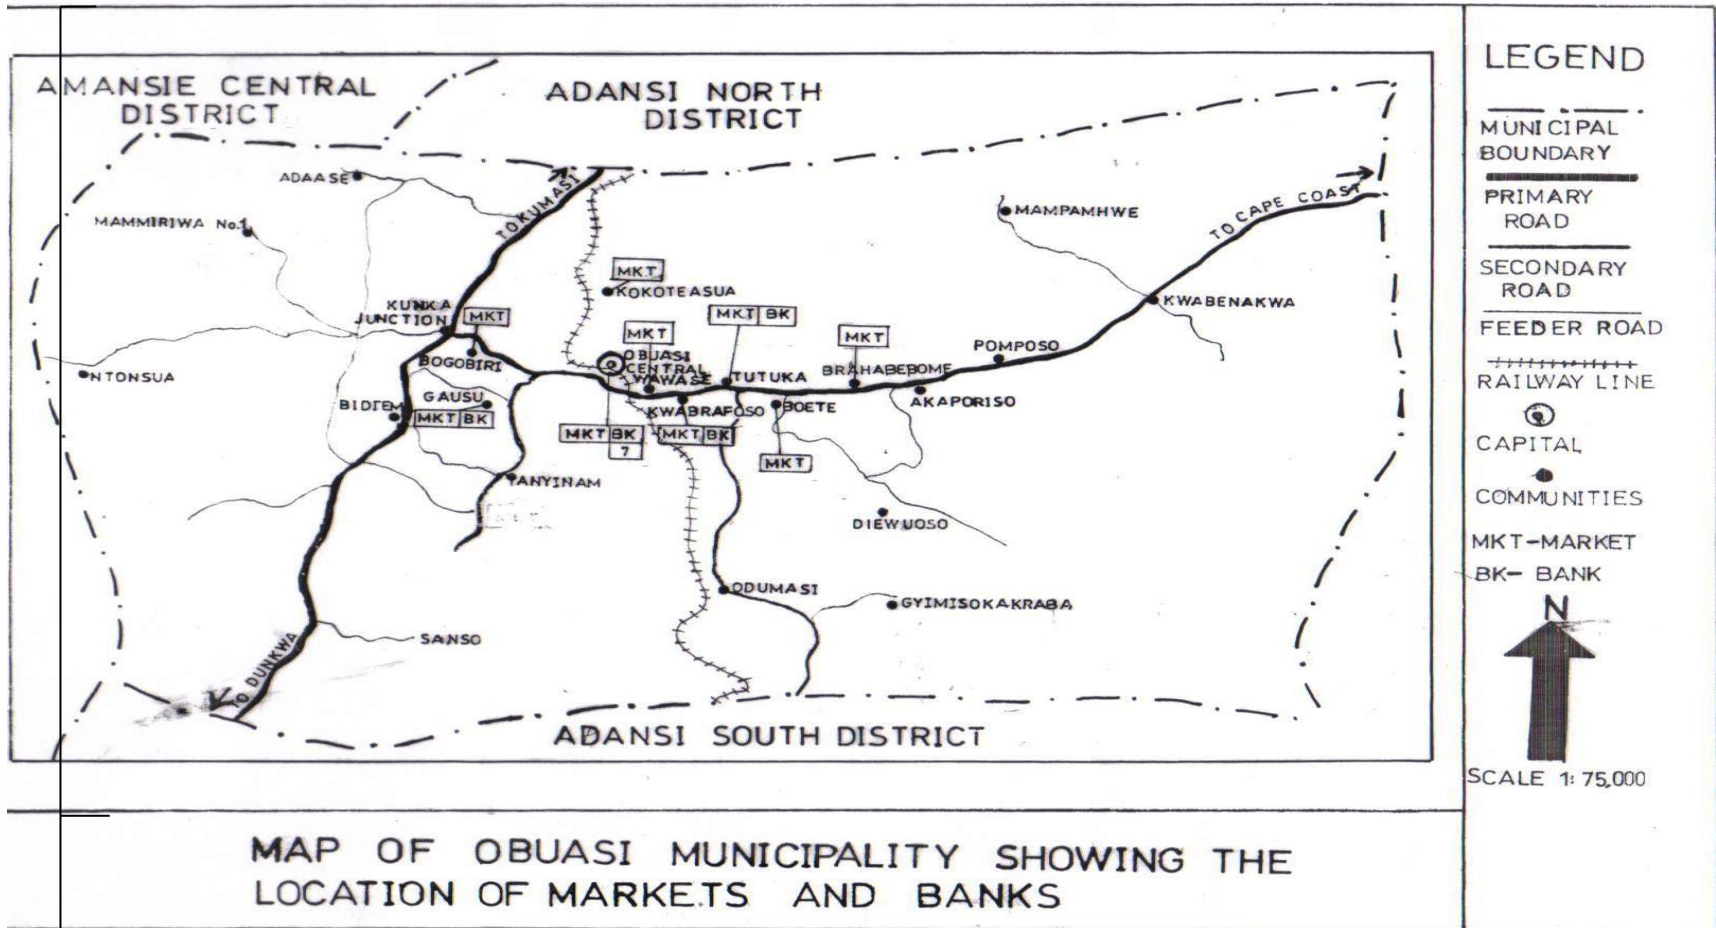 AMANSIE CENTRAL
DISTRICT
ADANSI NORTH
DISTRICT
ADAASE
MAMMIRIWA No.1
TO KUMASI
MAMPAMHWE
TO CAPE COAST
MKT
KOKOTEASUA
KUNKA
JUNCTION
MKT
MKT
MKT BK
MKT
KWABENAKWA
BOGOBIRI
OBUASI
CENTRAL
WAWASE
TUTUKA
BRAHABEBOME
POMPOSO
NTONSUA
GAUSU
BIDIEM
MKT BK
KWABRAFOSO
BOETE
AKAPORISO
MKT BK
7
MKT BK
MKT
TANYINAM
DIEWUOSO
ODUMASI
GYIMISOKAKRABA
SANSO
TO DUNKWA
ADANSI SOUTH DISTRICT
LEGEND
MUNICIPAL
BOUNDARY
PRIMARY
ROAD
SECONDARY
ROAD
FEEDER ROAD
RAILWAY LINE
CAPITAL
COMMUNITIES
MKT-MARKET
BK- BANK
N
SCALE 1:75,000
MAP OF OBUASI MUNICIPALITY SHOWING THE
LOCATION OF MARKETS AND BANKS